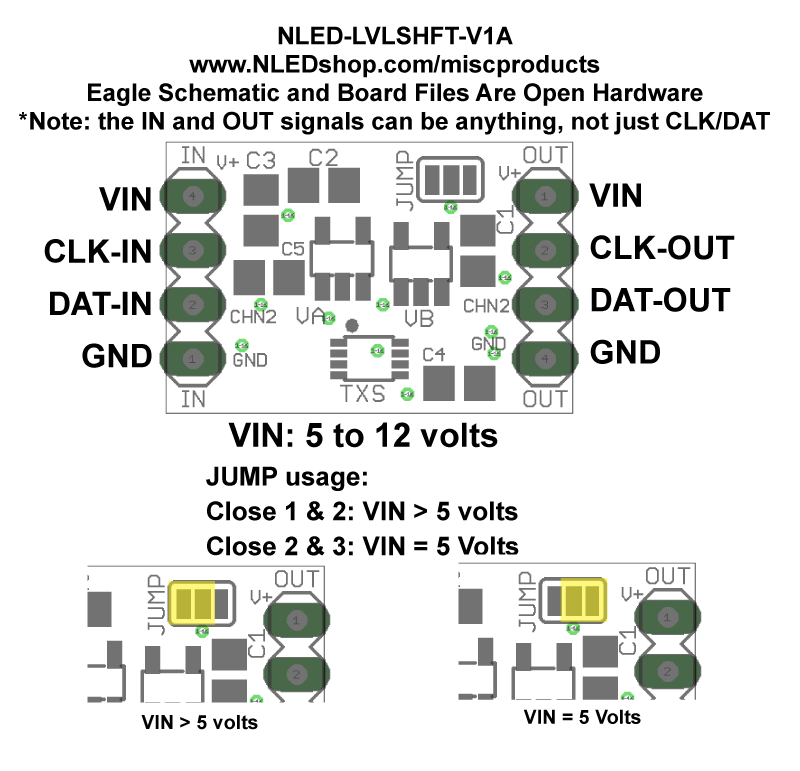 NLED-LVLSHFT-V1A
www.NLEDshop.com/miscproducts
Eagle Schematic and Board Files Are Open Hardware
*Note: the IN and OUT signals can be anything, not just CLK/DAT
IN V+ C3 C2 JUMP OUT
V+
VIN 4 1 VIN
C1
CLK-IN 3 C5 2 CLK-OUT
DAT-IN 2 CHN2 VA VB CHN2 3 DAT-OUT
GND 1 GND GND 4 GND
C4
IN TXS OUT
VIN: 5 to 12 volts
JUMP usage:
Close 1 & 2: VIN > 5 volts
Close 2 & 3: VIN = 5 Volts
JUMP OUT
V+
1
C1
2
VIN > 5 volts
JUMP OUT
V+
1
C1
2
VIN = 5 Volts